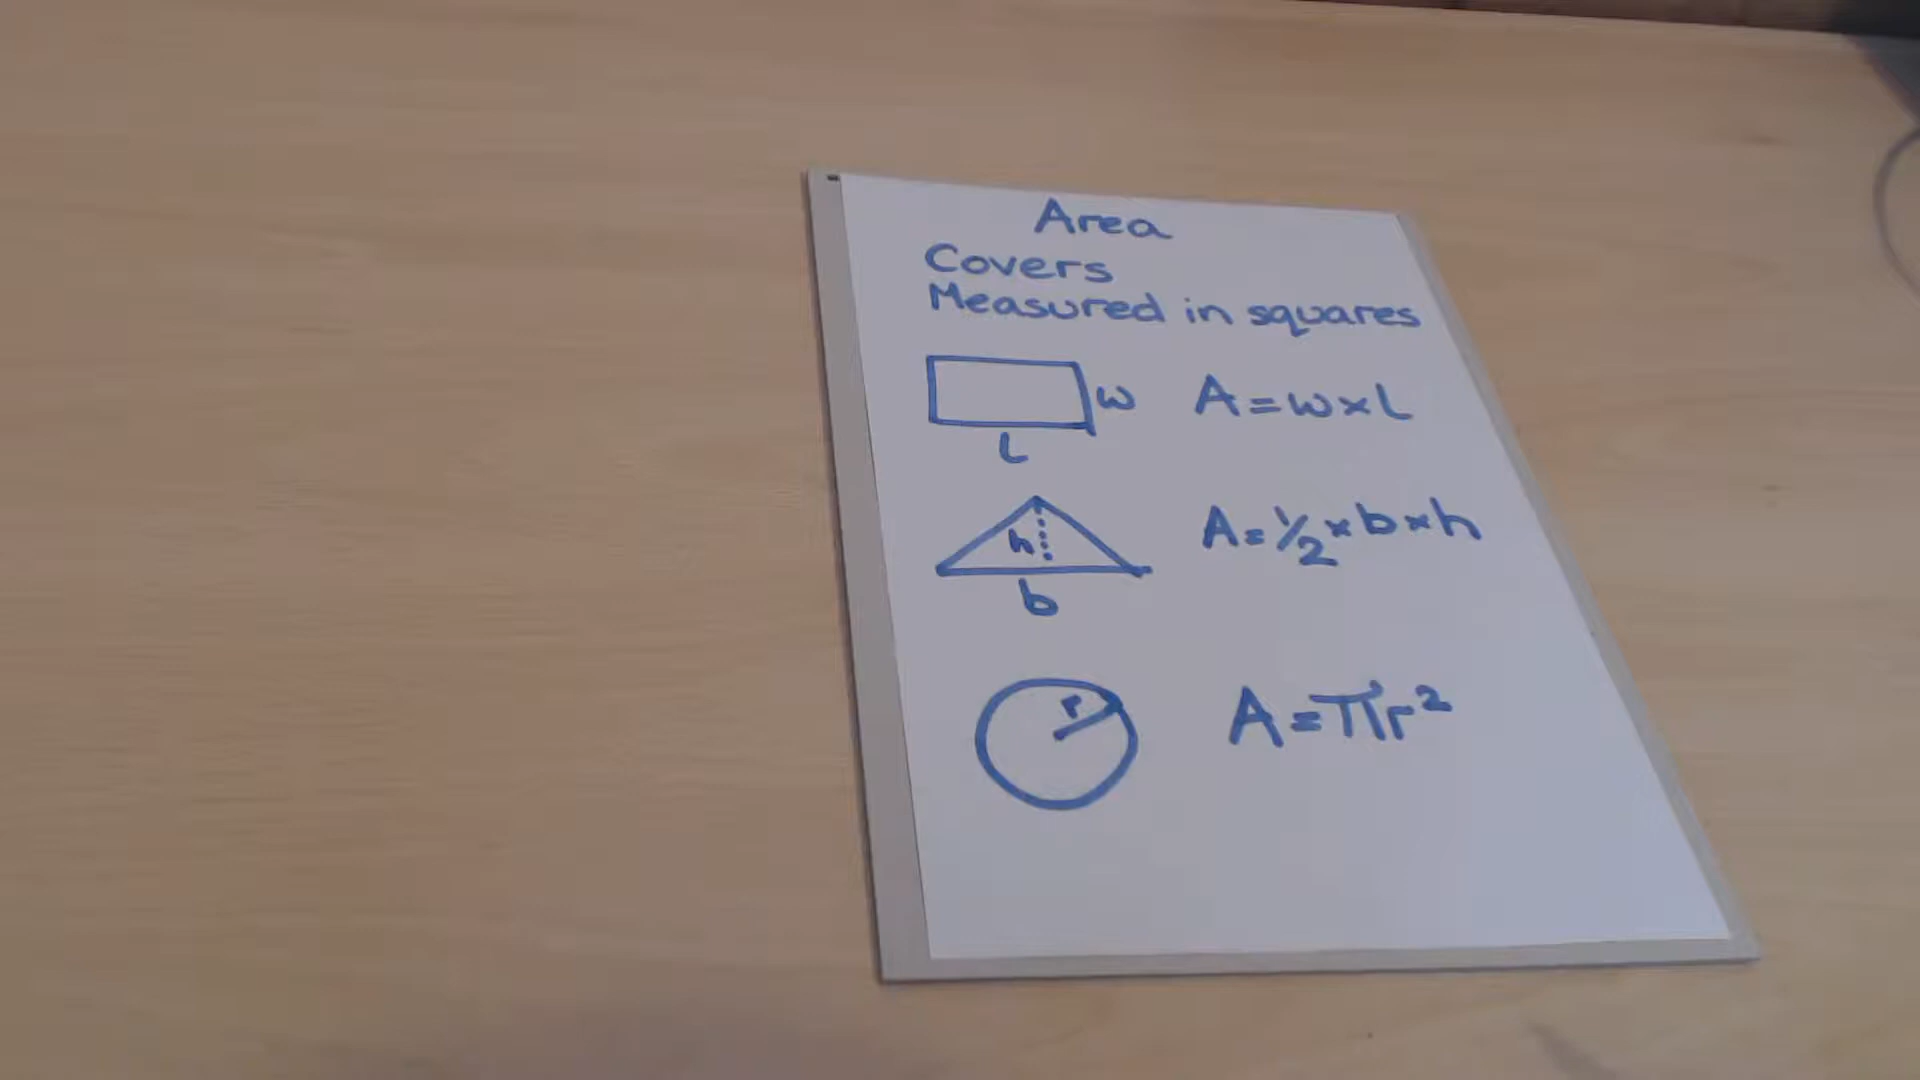 Area
Covers
Measured in squares
w A = w x L
L
h A = 1/2 x b x h
b
r A = πr²